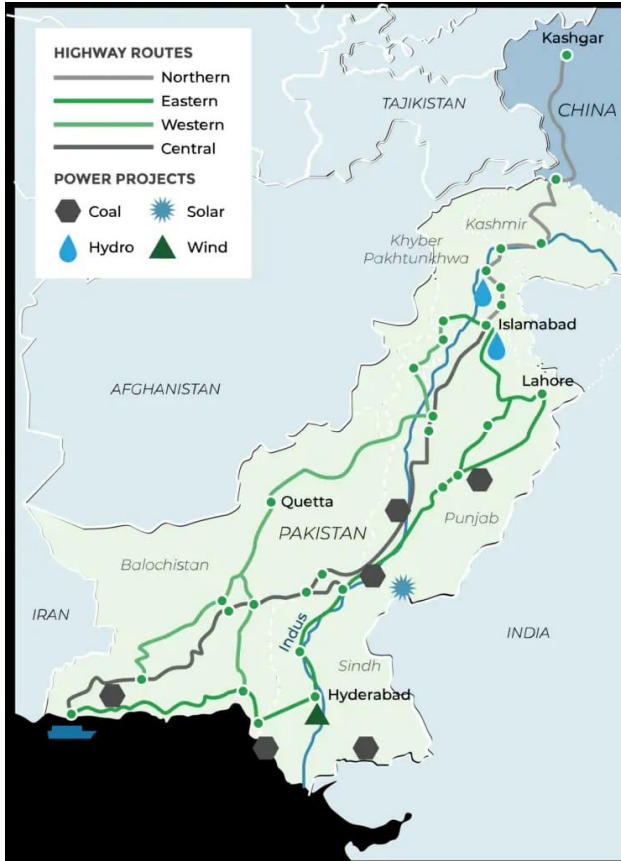 HIGHWAY ROUTES
Northern
Eastern
Western
Central
POWER PROJECTS
Coal
Solar
Hydro
Wind
Kashgar
TAJIKISTAN
CHINA
Kashmir
Khyber
Pakhtunkhwa
Islamabad
AFGHANISTAN
Lahore
Quetta
PAKISTAN
Punjab
Balochistan
IRAN
INDIA
Indus
Sindh
Hyderabad